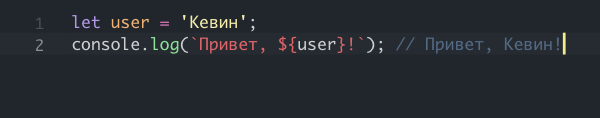 1 let user = 'Кевин';
2 console.log(`Привет, ${user}!`); // Привет, Кевин!